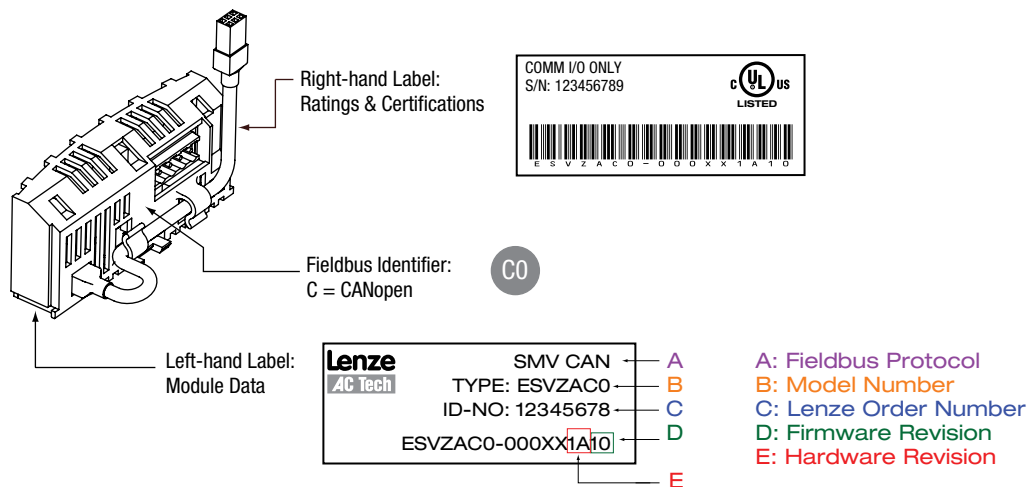 Right-hand Label:
Ratings & Certifications
COMM I/O ONLY
S/N: 123456789
C UL US
LISTED
ESVZAC0-000XX1A10
Fieldbus Identifier:
C = CANopen
C0
Left-hand Label:
Module Data
Lenze
AC Tech
SMV CAN
TYPE: ESVZAC0
ID-NO: 12345678
ESVZAC0-000XX1A10
A
B
C
D
E
A: Fieldbus Protocol
B: Model Number
C: Lenze Order Number
D: Firmware Revision
E: Hardware Revision